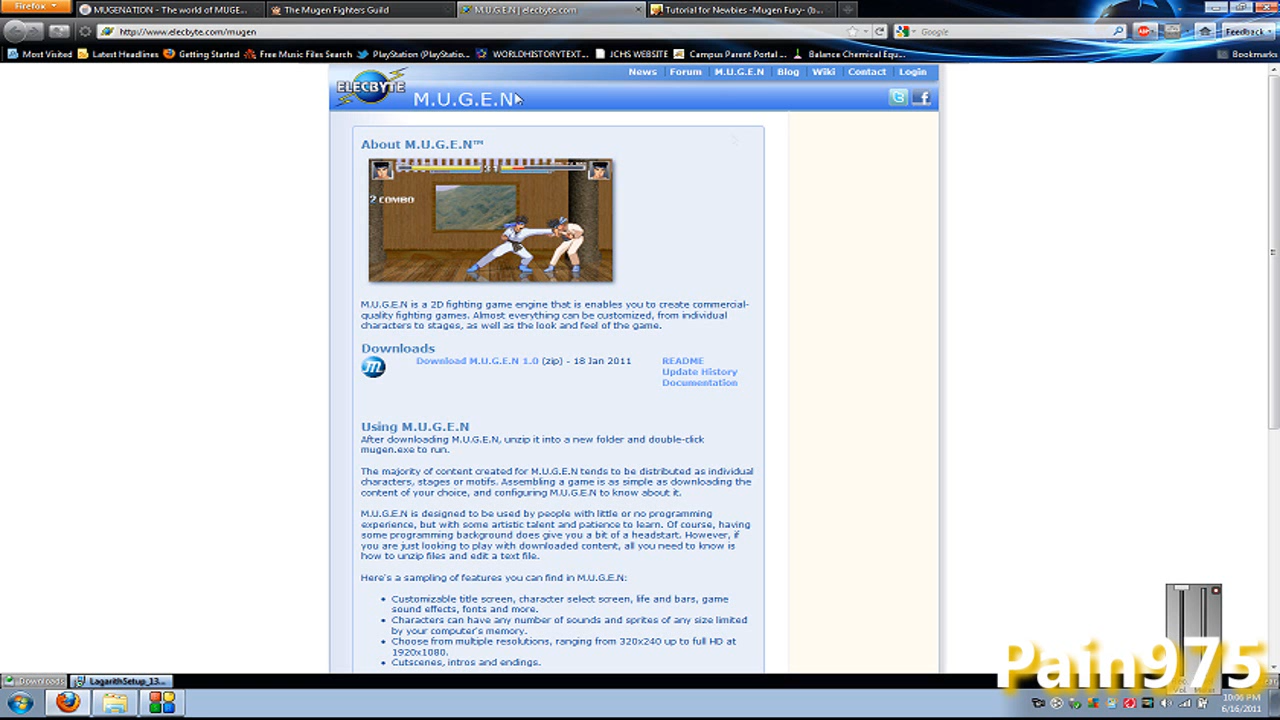 Firefox
MUGENATION - The world of MUGE...
The Mugen Fighters Guild
M.U.G.E.N | elecbyte.com
Tutorial for Newbies -Mugen Fury- (b...
http://www.elecbyte.com/mugen
Google
Feedback
Most Visited
Latest Headlines
Getting Started
Free Music Files Search
PlayStation (PlayStatio...
WORLDHISTORYTEXT...
JCHS WEBSITE
Campus Parent Portal ...
Balance Chemical Equ...
Bookmarks
News
Forum
M.U.G.E.N
Blog
Wiki
Contact
Login
ELECBYTE
M.U.G.E.N
About M.U.G.E.N™
2 COMBO
M.U.G.E.N is a 2D fighting game engine that is enables you to create commercial-
quality fighting games. Almost everything can be customized, from individual
characters to stages, as well as the look and feel of the game.
Downloads
Download M.U.G.E.N 1.0 (zip) - 18 Jan 2011
README
Update History
Documentation
Using M.U.G.E.N
After downloading M.U.G.E.N, unzip it into a new folder and double-click
mugen.exe to run.
The majority of content created for M.U.G.E.N tends to be distributed as individual
characters, stages or motifs. Assembling a game is as simple as downloading the
content of your choice, and configuring M.U.G.E.N to know about it.
M.U.G.E.N is designed to be used by people with little or no programming
experience, but with some artistic talent and patience to learn. Of course, having
some programming background does give you a bit of a headstart. However, if
you are just looking to play with downloaded content, all you need to know is
how to unzip files and edit a text file.
Here's a sampling of features you can find in M.U.G.E.N:
• Customizable title screen, character select screen, life and bars, game
sound effects, fonts and more.
• Characters can have any number of sounds and sprites of any size limited
by your computer's memory.
• Choose from multiple resolutions, ranging from 320x240 up to full HD at
1920x1080.
• Cutscenes, intros and endings.
Pain975
Downloads
LagarithSetup_13...
10:06 PM
6/16/2011